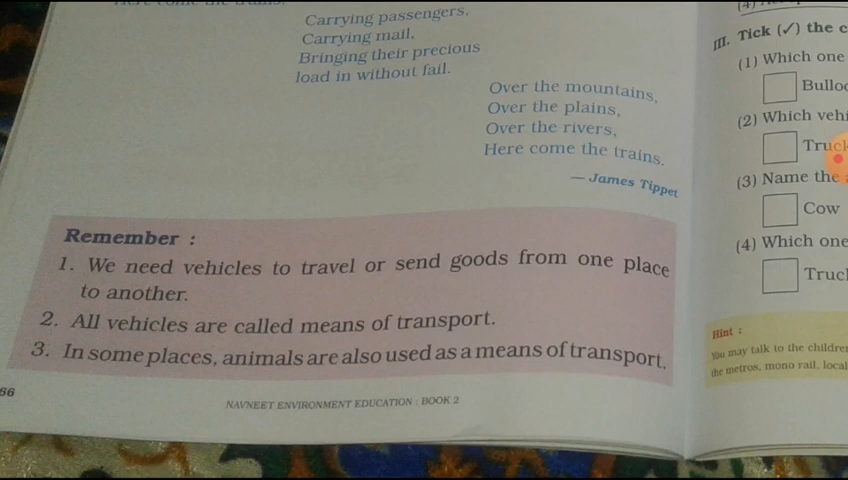 Here come the trains.
Carrying passengers,
Carrying mail,
Bringing their precious
load in without fail.
Over the mountains,
Over the plains,
Over the rivers,
Here come the trains.
— James Tippet
Remember :
1. We need vehicles to travel or send goods from one place
to another.
2. All vehicles are called means of transport.
3. In some places, animals are also used as a means of transport.
66
NAVNEET ENVIRONMENT EDUCATION : BOOK 2
(4)
III. Tick (✓) the c
(1) Which one
Bulloc
(2) Which vehi
Truck
(3) Name the
Cow
(4) Which one
Truc
Hint :
You may talk to the childre
the metros, mono rail, local